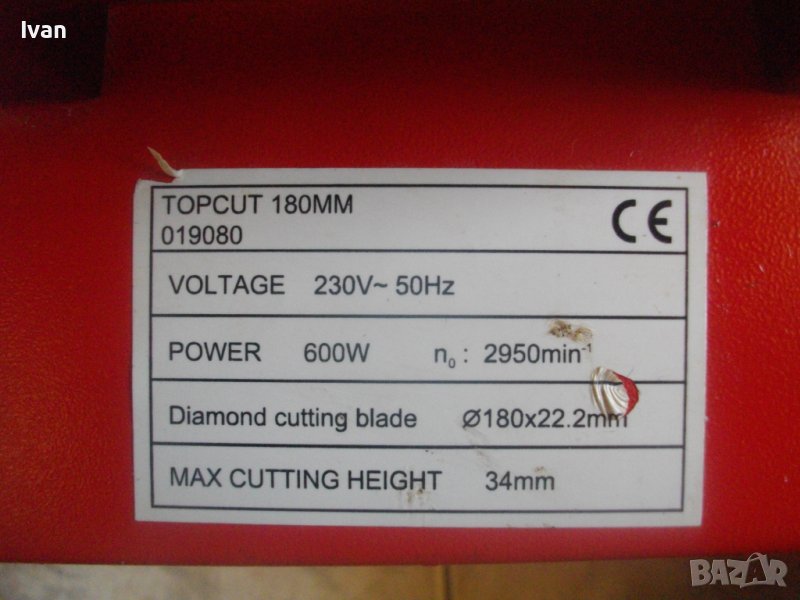 Ivan
TOPCUT 180MM
019080
CE
VOLTAGE 230V~ 50Hz
POWER 600W n₀ : 2950min⁻¹
Diamond cutting blade Ø180x22.2mm
MAX CUTTING HEIGHT 34mm
BAZAR